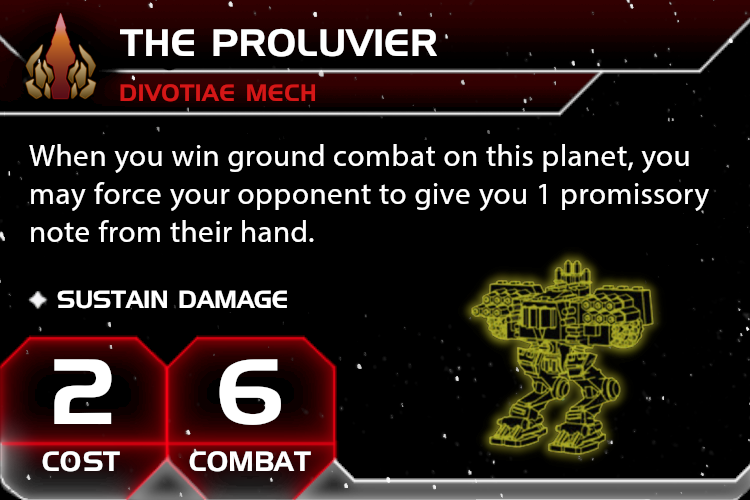 THE PROLUVIER
DIVOTIAE MECH
When you win ground combat on this planet, you
may force your opponent to give you 1 promissory
note from their hand.
SUSTAIN DAMAGE
2 6
COST COMBAT